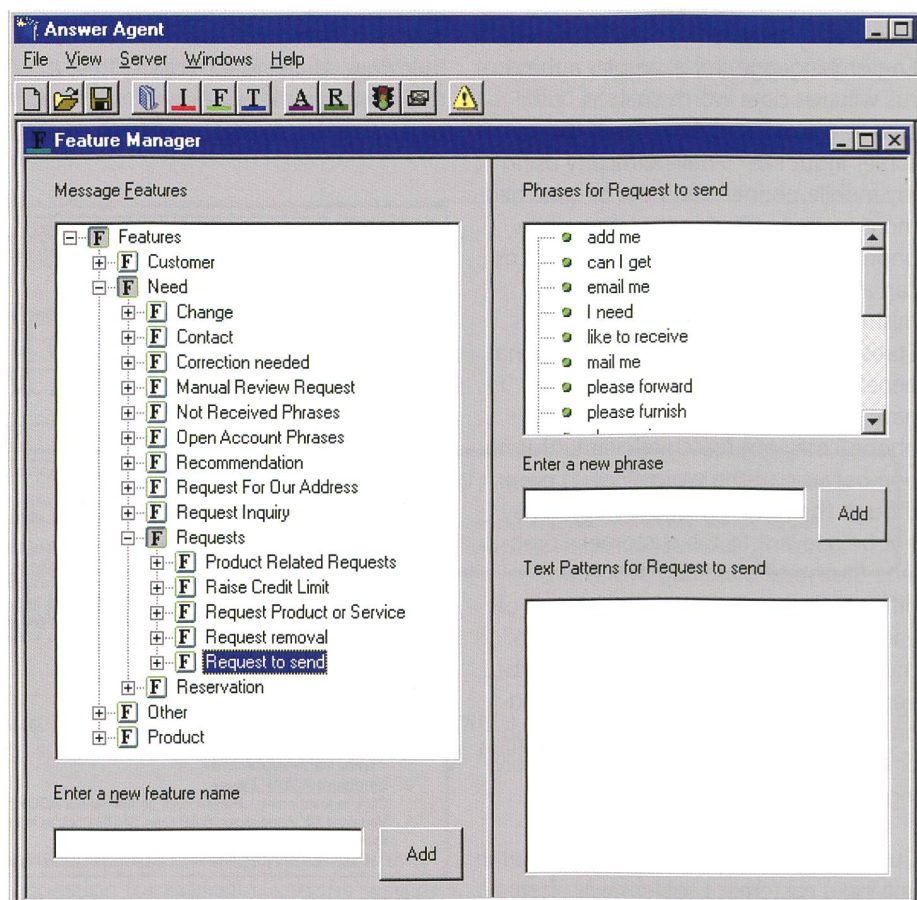 Answer Agent
File View Server Windows Help
I F T A R
F Feature Manager
Message Features
F Features
F Customer
F Need
F Change
F Contact
F Correction needed
F Manual Review Request
F Not Received Phrases
F Open Account Phrases
F Recommendation
F Request For Our Address
F Request Inquiry
F Requests
F Product Related Requests
F Raise Credit Limit
F Request Product or Service
F Request removal
F Request to send
F Reservation
F Other
F Product
Enter a new feature name
Add
Phrases for Request to send
add me
can I get
email me
I need
like to receive
mail me
please forward
please furnish
Enter a new phrase
Add
Text Patterns for Request to send